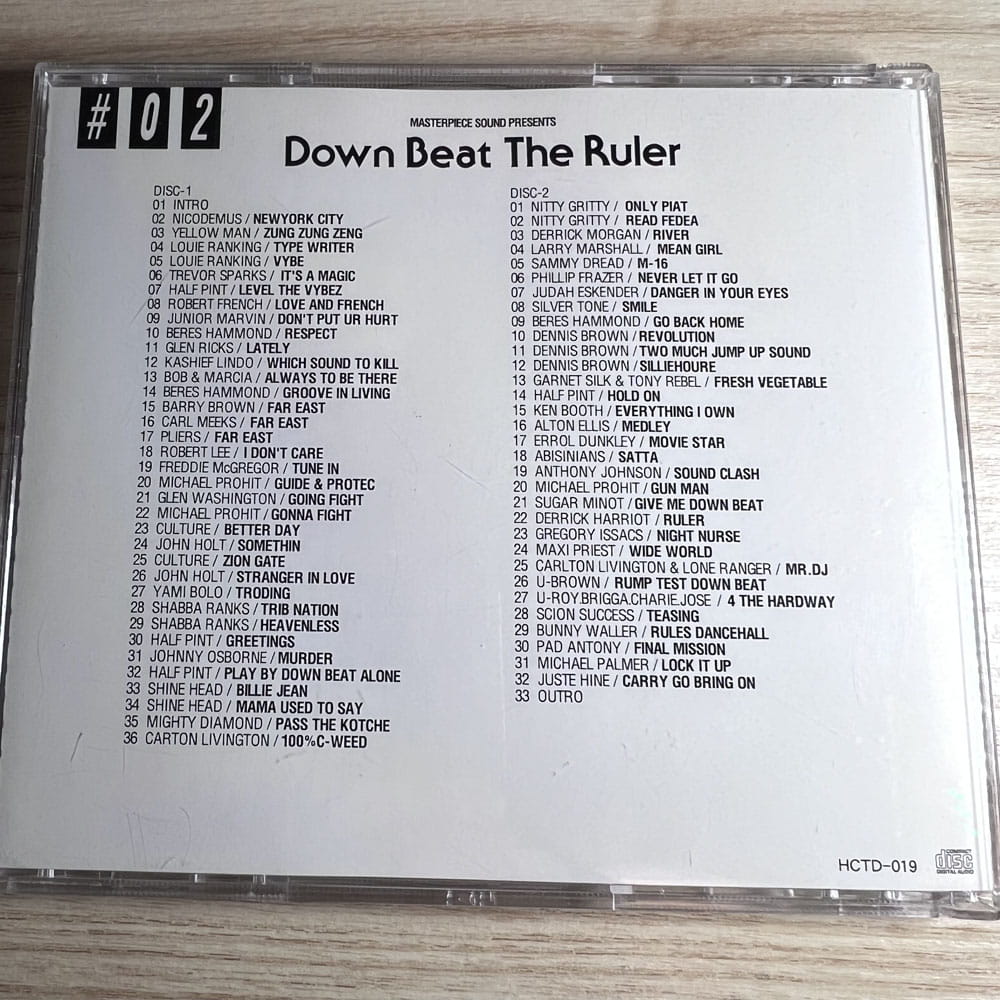 #02
MASTERPIECE SOUND PRESENTS
Down Beat The Ruler
DISC-1
01 INTRO
02 NICODEMUS / NEWYORK CITY
03 YELLOW MAN / ZUNG ZUNG ZENG
04 LOUIE RANKING / TYPE WRITER
05 LOUIE RANKING / VYBE
06 TREVOR SPARKS / IT'S A MAGIC
07 HALF PINT / LEVEL THE VYBEZ
08 ROBERT FRENCH / LOVE AND FRENCH
09 JUNIOR MARVIN / DON'T PUT UR HURT
10 BERES HAMMOND / RESPECT
11 GLEN RICKS / LATELY
12 KASHIEF LINDO / WHICH SOUND TO KILL
13 BOB & MARCIA / ALWAYS TO BE THERE
14 BERES HAMMOND / GROOVE IN LIVING
15 BARRY BROWN / FAR EAST
16 CARL MEEKS / FAR EAST
17 PLIERS / FAR EAST
18 ROBERT LEE / I DON'T CARE
19 FREDDIE McGREGOR / TUNE IN
20 MICHAEL PROHIT / GUIDE & PROTEC
21 GLEN WASHINGTON / GOING FIGHT
22 MICHAEL PROHIT / GONNA FIGHT
23 CULTURE / BETTER DAY
24 JOHN HOLT / SOMETHIN
25 CULTURE / ZION GATE
26 JOHN HOLT / STRANGER IN LOVE
27 YAMI BOLO / TRODING
28 SHABBA RANKS / TRIB NATION
29 SHABBA RANKS / HEAVENLESS
30 HALF PINT / GREETINGS
31 JOHNNY OSBORNE / MURDER
32 HALF PINT / PLAY BY DOWN BEAT ALONE
33 SHINE HEAD / BILLIE JEAN
34 SHINE HEAD / MAMA USED TO SAY
35 MIGHTY DIAMOND / PASS THE KOTCHE
36 CARTON LIVINGTON / 100%C-WEED
DISC-2
01 NITTY GRITTY / ONLY PIAT
02 NITTY GRITTY / READ FEDEA
03 DERRICK MORGAN / RIVER
04 LARRY MARSHALL / MEAN GIRL
05 SAMMY DREAD / M-16
06 PHILLIP FRAZER / NEVER LET IT GO
07 JUDAH ESKENDER / DANGER IN YOUR EYES
08 SILVER TONE / SMILE
09 BERES HAMMOND / GO BACK HOME
10 DENNIS BROWN / REVOLUTION
11 DENNIS BROWN / TWO MUCH JUMP UP SOUND
12 DENNIS BROWN / SILLIEHOURE
13 GARNET SILK & TONY REBEL / FRESH VEGETABLE
14 HALF PINT / HOLD ON
15 KEN BOOTH / EVERYTHING I OWN
16 ALTON ELLIS / MEDLEY
17 ERROL DUNKLEY / MOVIE STAR
18 ABISINIANS / SATTA
19 ANTHONY JOHNSON / SOUND CLASH
20 MICHAEL PROHIT / GUN MAN
21 SUGAR MINOT / GIVE ME DOWN BEAT
22 DERRICK HARRIOT / RULER
23 GREGORY ISSACS / NIGHT NURSE
24 MAXI PRIEST / WIDE WORLD
25 CARLTON LIVINGTON & LONE RANGER / MR.DJ
26 U-BROWN / RUMP TEST DOWN BEAT
27 U-ROY.BRIGGA.CHARIE.JOSE / 4 THE HARDWAY
28 SCION SUCCESS / TEASING
29 BUNNY WALLER / RULES DANCEHALL
30 PAD ANTONY / FINAL MISSION
31 MICHAEL PALMER / LOCK IT UP
32 JUSTE HINE / CARRY GO BRING ON
33 OUTRO
HCTD-019
COMPACT
disc
DIGITAL AUDIO